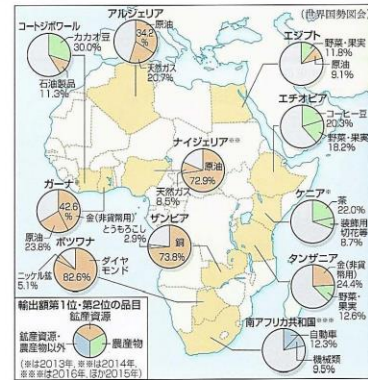 (世界国勢図会)
アルジェリア
原油
34.2
%
天然ガス
20.7%
コートジボワール
カカオ豆
30.0%
石油製品
11.3%
エジプト
野菜・果実
11.8%
原油
9.1%
エチオピア
コーヒー豆
20.3%
野菜・果実
18.2%
ナイジェリア※※
原油
72.9%
天然ガス
8.5%
ガーナ※
42.6
%
金(非貨幣用)
原油
23.8%
ザンビア
とうもろこし
2.9%
銅
73.8%
ケニア※
茶
22.0%
装飾用
切花等
8.7%
ボツワナ
ダイヤ
モンド
82.6%
ニッケル鉱
5.1%
タンザニア
金(非貨
幣用)
24.4%
野菜・
果実
12.6%
南アフリカ共和国※※※
自動車
12.3%
機械類
9.5%
輸出額第1位・第2位の品目
鉱産資源
鉱産資源・
農産物以外
農産物
(※は2013年、※※は2014年、
※※※は2016年、ほか2015年)